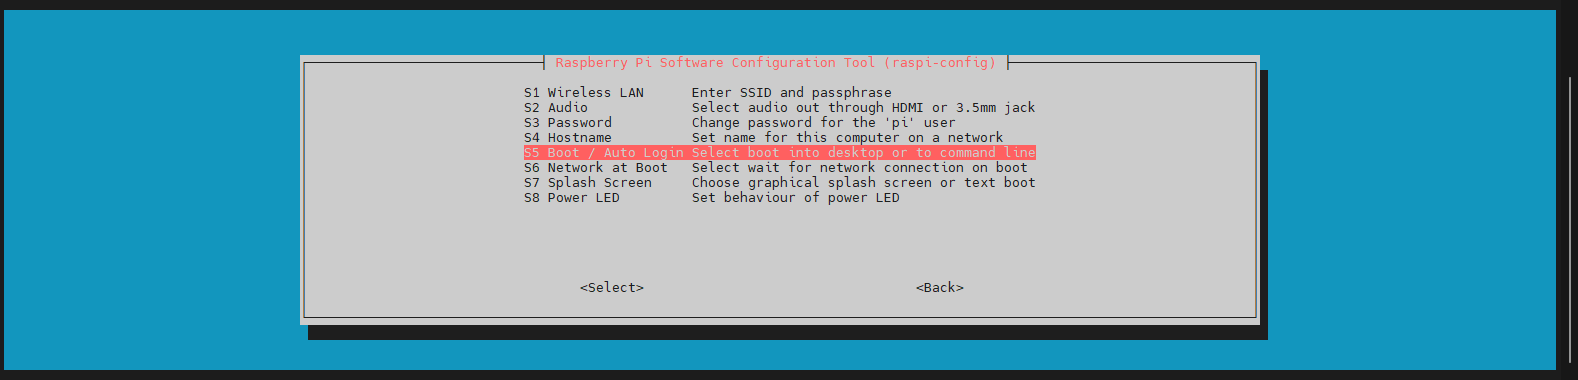 Raspberry Pi Software Configuration Tool (raspi-config)
S1 Wireless LAN      Enter SSID and passphrase
S2 Audio             Select audio out through HDMI or 3.5mm jack
S3 Password          Change password for the 'pi' user
S4 Hostname          Set name for this computer on a network
S5 Boot / Auto Login Select boot into desktop or to command line
S6 Network at Boot   Select wait for network connection on boot
S7 Splash Screen     Choose graphical splash screen or text boot
S8 Power LED         Set behaviour of power LED
<Select>                                  <Back>